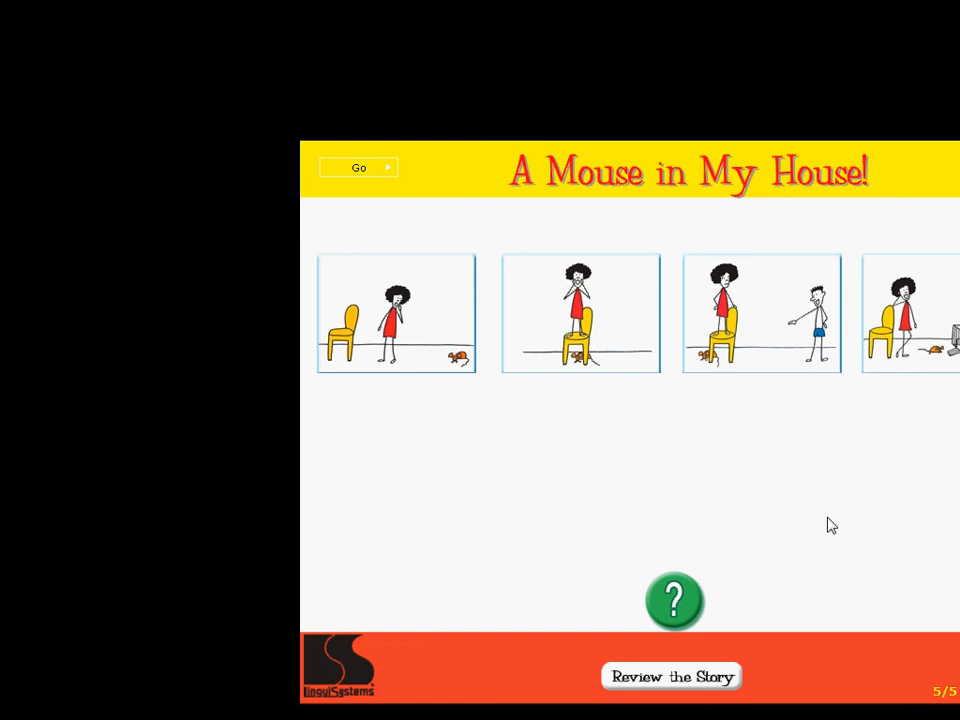 Go
A Mouse in My House!
?
LinguiSystems
Review the Story
5/5